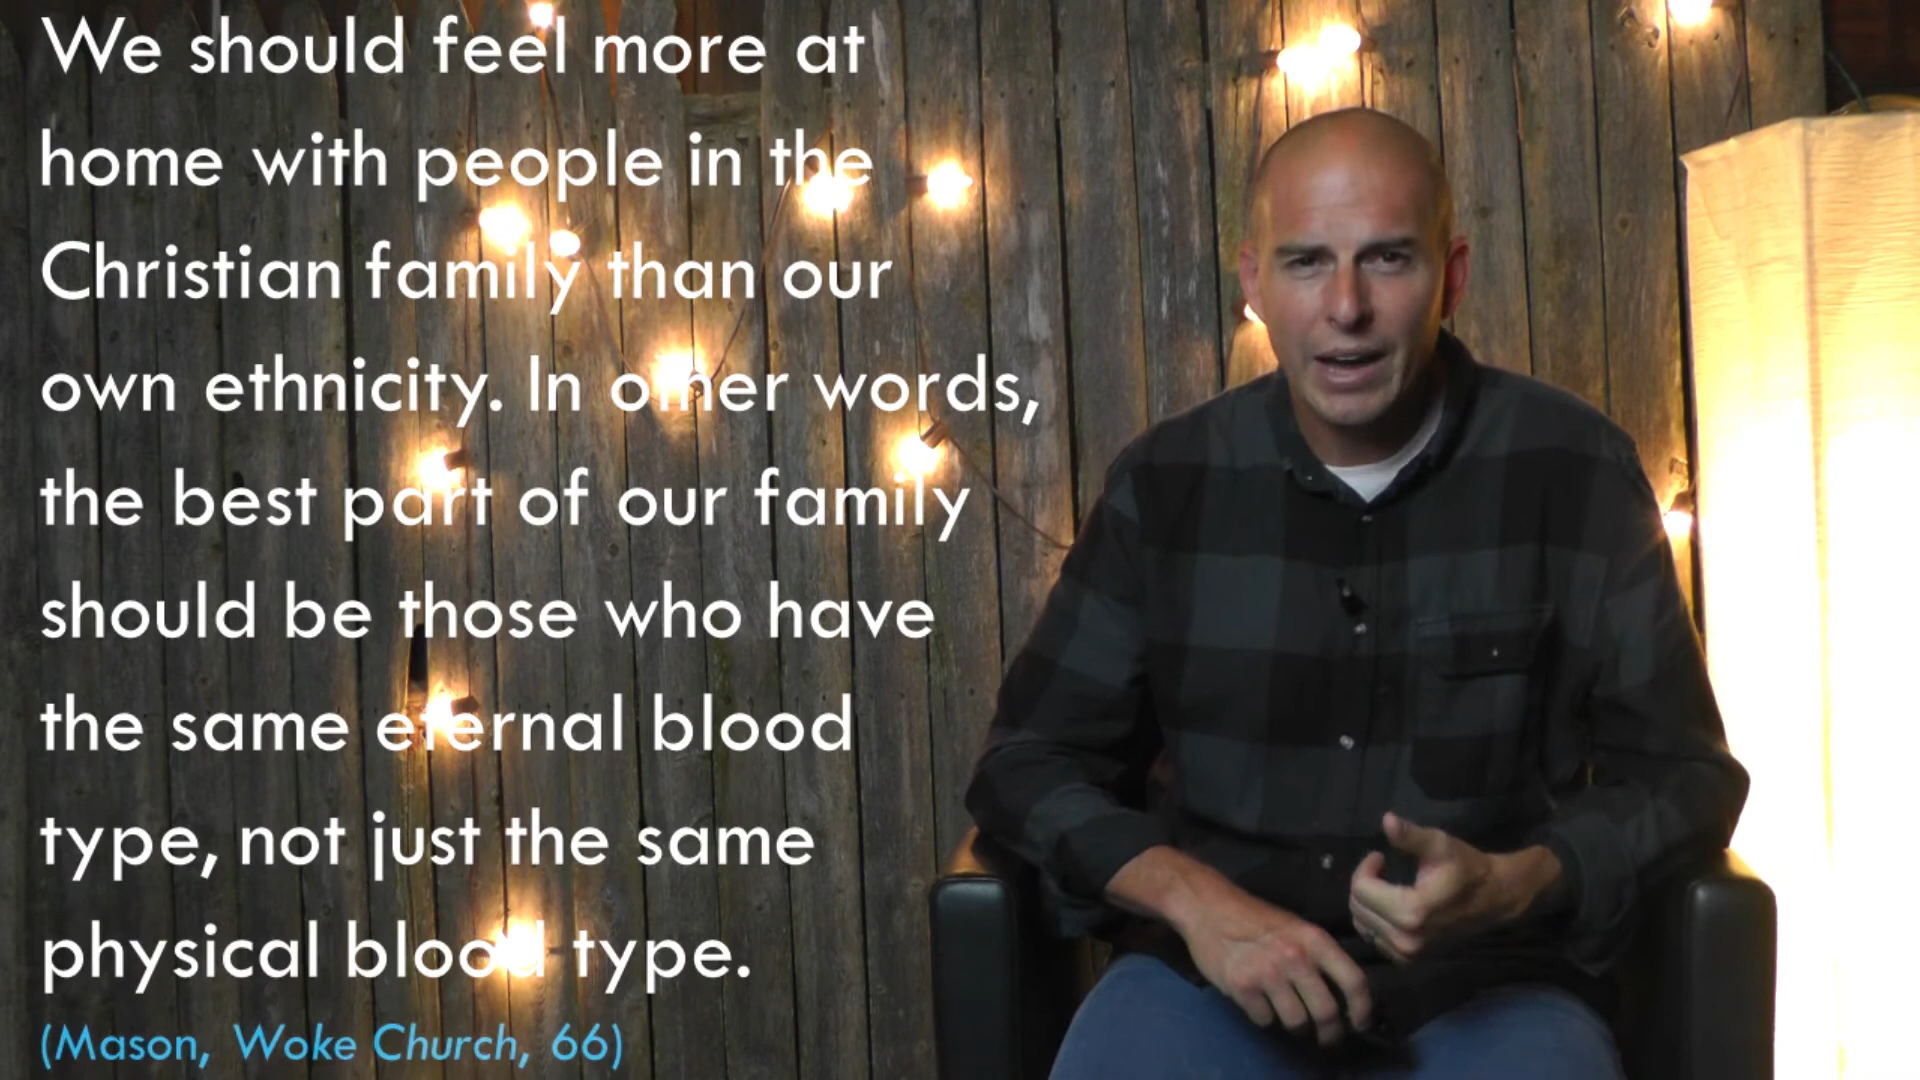 We should feel more at
home with people in the
Christian family than our
own ethnicity. In other words,
the best part of our family
should be those who have
the same eternal blood
type, not just the same
physical blood type.
(Mason, Woke Church, 66)